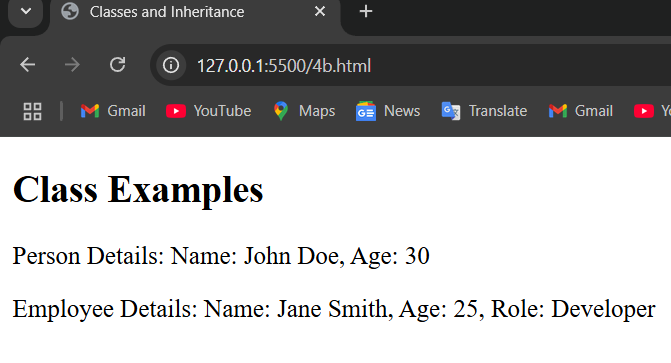 Classes and Inheritance
127.0.0.1:5500/4b.html
Gmail YouTube Maps News Translate Gmail
Class Examples
Person Details: Name: John Doe, Age: 30
Employee Details: Name: Jane Smith, Age: 25, Role: Developer